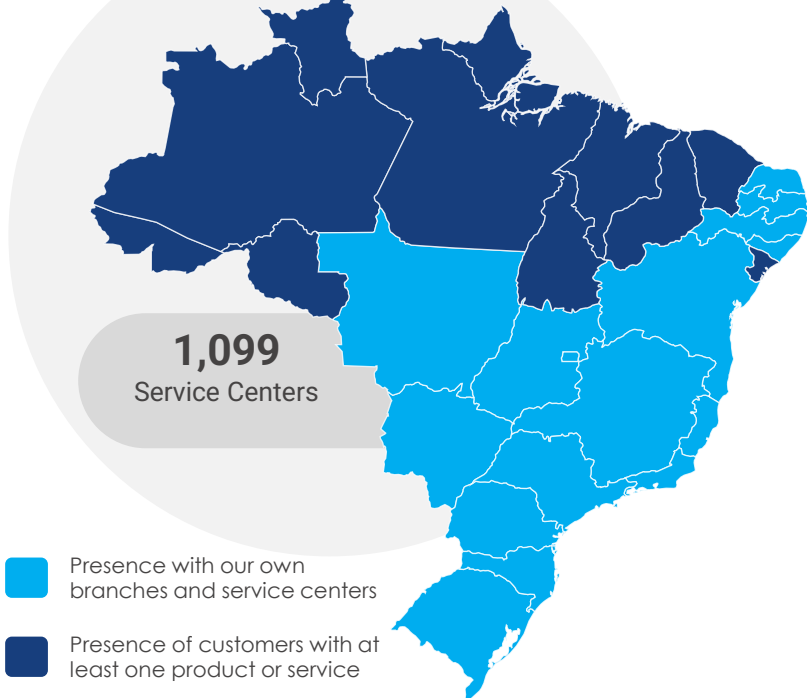 1,099
Service Centers
Presence with our own
branches and service centers
Presence of customers with at
least one product or service